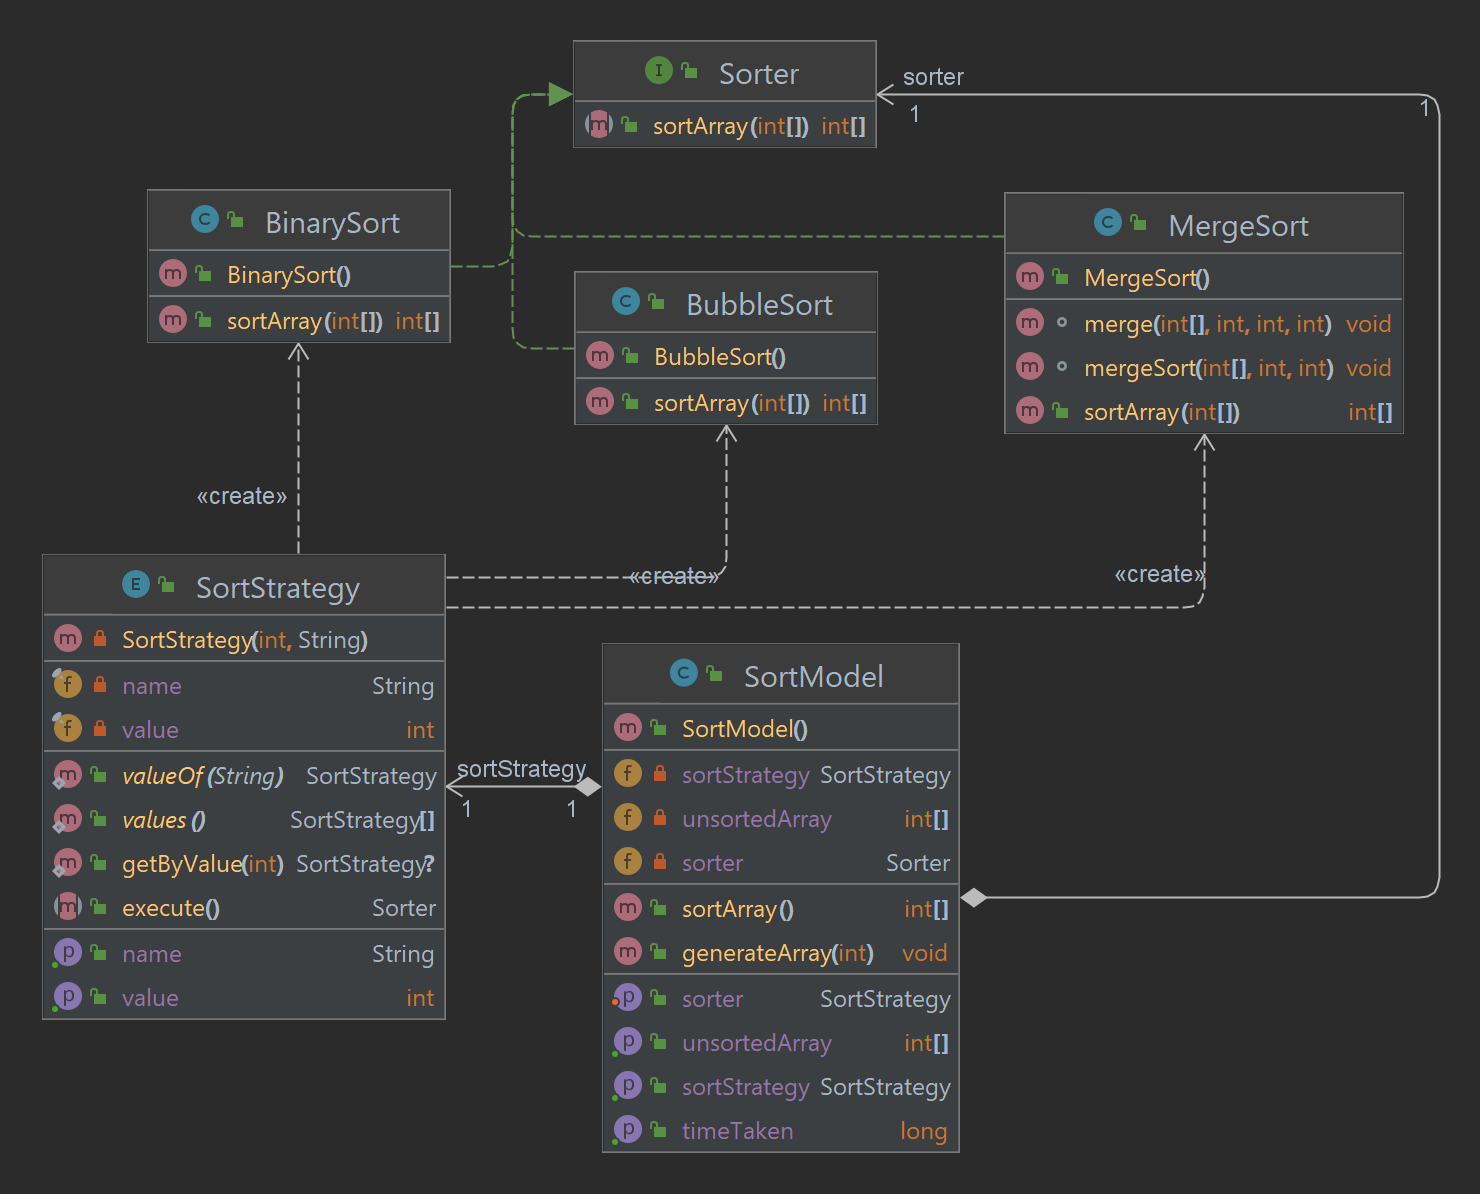 I Sorter
m sortArray(int[]) int[]
sorter
1
1
C BinarySort
m BinarySort()
m sortArray(int[]) int[]
C BubbleSort
m BubbleSort()
m sortArray(int[]) int[]
C MergeSort
m MergeSort()
m merge(int[], int, int, int) void
m mergeSort(int[], int, int) void
m sortArray(int[]) int[]
«create»
«create»
«create»
E SortStrategy
m SortStrategy(int, String)
f name String
f value int
m valueOf(String) SortStrategy
m values() SortStrategy[]
m getByValue(int) SortStrategy?
m execute() Sorter
p name String
p value int
sortStrategy
1
1
C SortModel
m SortModel()
f sortStrategy SortStrategy
f unsortedArray int[]
f sorter Sorter
m sortArray() int[]
m generateArray(int) void
p sorter SortStrategy
p unsortedArray int[]
p sortStrategy SortStrategy
p timeTaken long